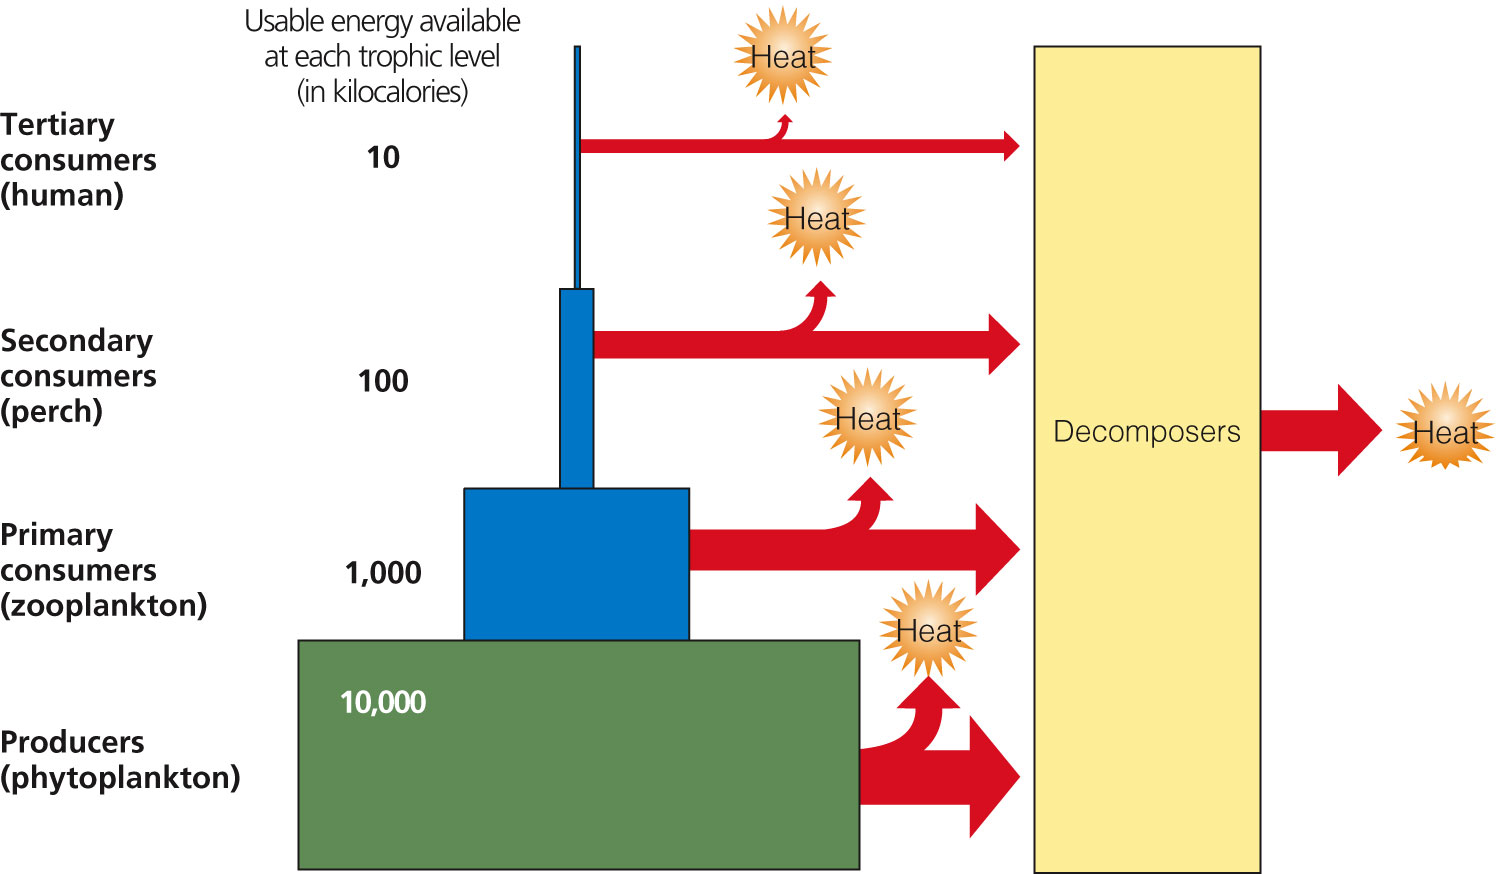 Usable energy available
at each trophic level
(in kilocalories)
Heat
Tertiary
consumers
(human)
10
Heat
Secondary
consumers
(perch)
100
Heat
Decomposers
Heat
Primary
consumers
(zooplankton)
1,000
Heat
10,000
Producers
(phytoplankton)